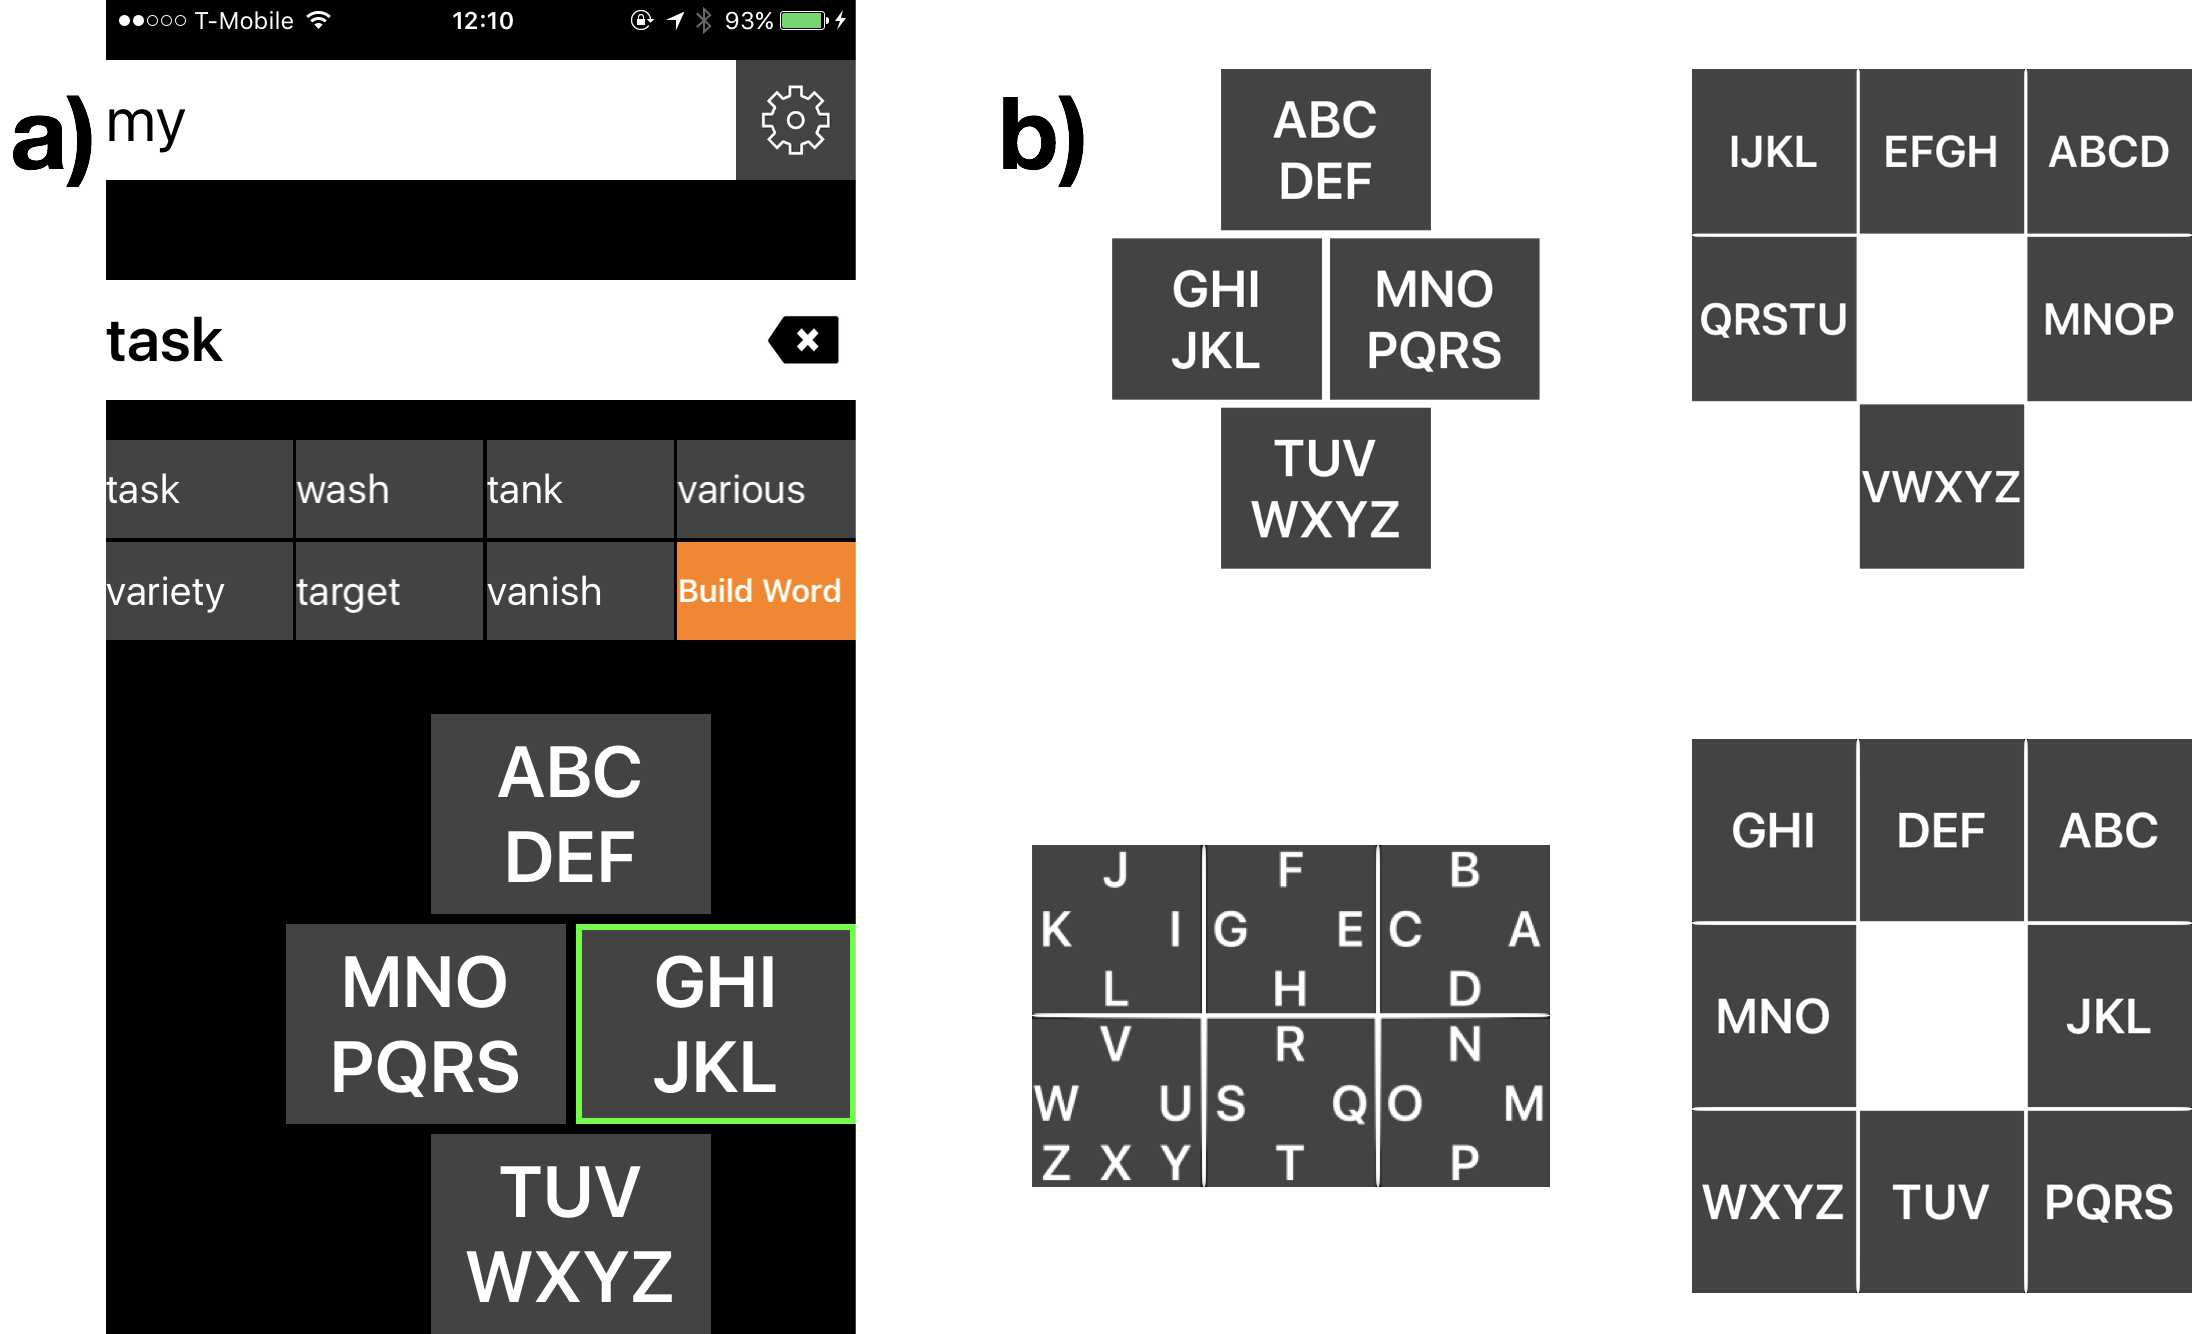 a)
T-Mobile 12:10 93%
my
task
task wash tank various
variety target vanish Build Word
ABC
DEF
MNO
PQRS
GHI
JKL
TUV
WXYZ
b)
ABC
DEF
GHI
JKL
MNO
PQRS
TUV
WXYZ
IJKL EFGH ABCD
QRSTU MNOP
VWXYZ
J F B
K I G E C A
L H D
V R N
W U S Q O M
Z X Y T P
GHI DEF ABC
MNO JKL
WXYZ TUV PQRS